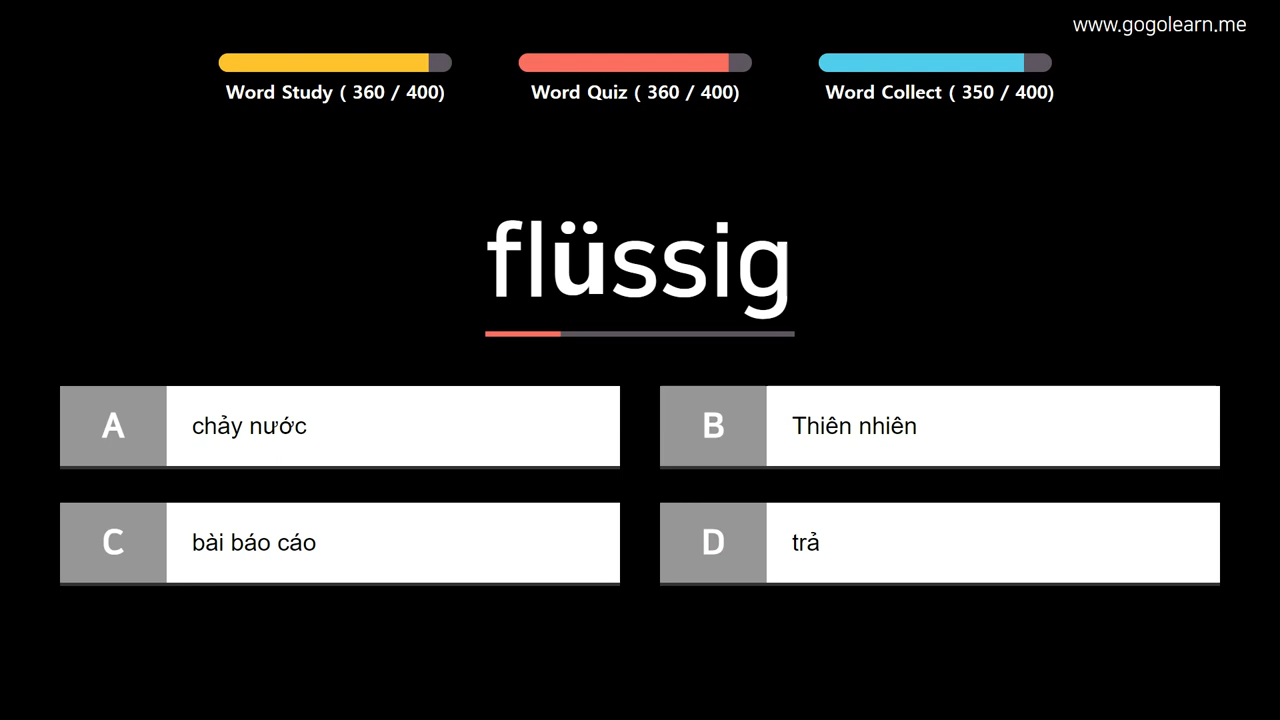 www.gogolearn.me
Word Study ( 360 / 400)
Word Quiz ( 360 / 400)
Word Collect ( 350 / 400)
flüssig
A chảy nước
B Thiên nhiên
C bài báo cáo
D trả